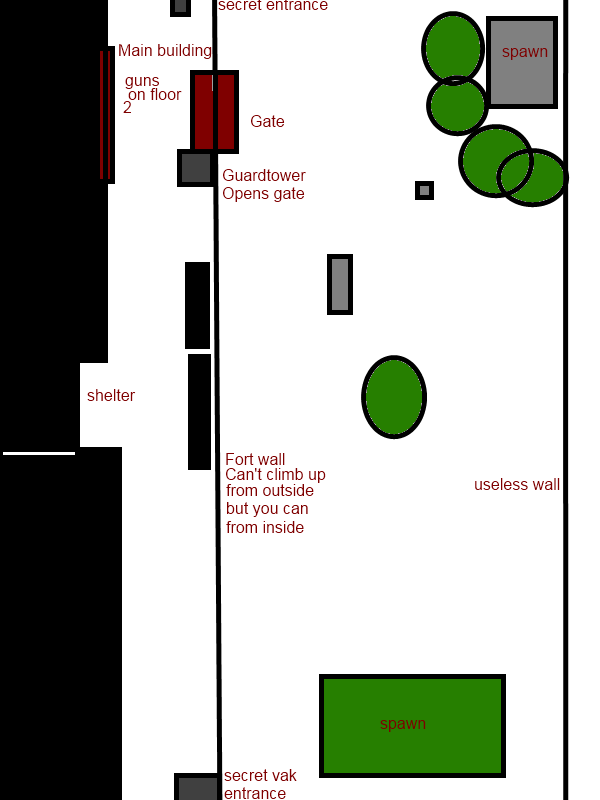 secret entrance
Main building
spawn
guns
on floor
2
Gate
Guardtower
Opens gate
shelter
Fort wall
Can't climb up
from outside
but you can
from inside
useless wall
spawn
secret vak
entrance